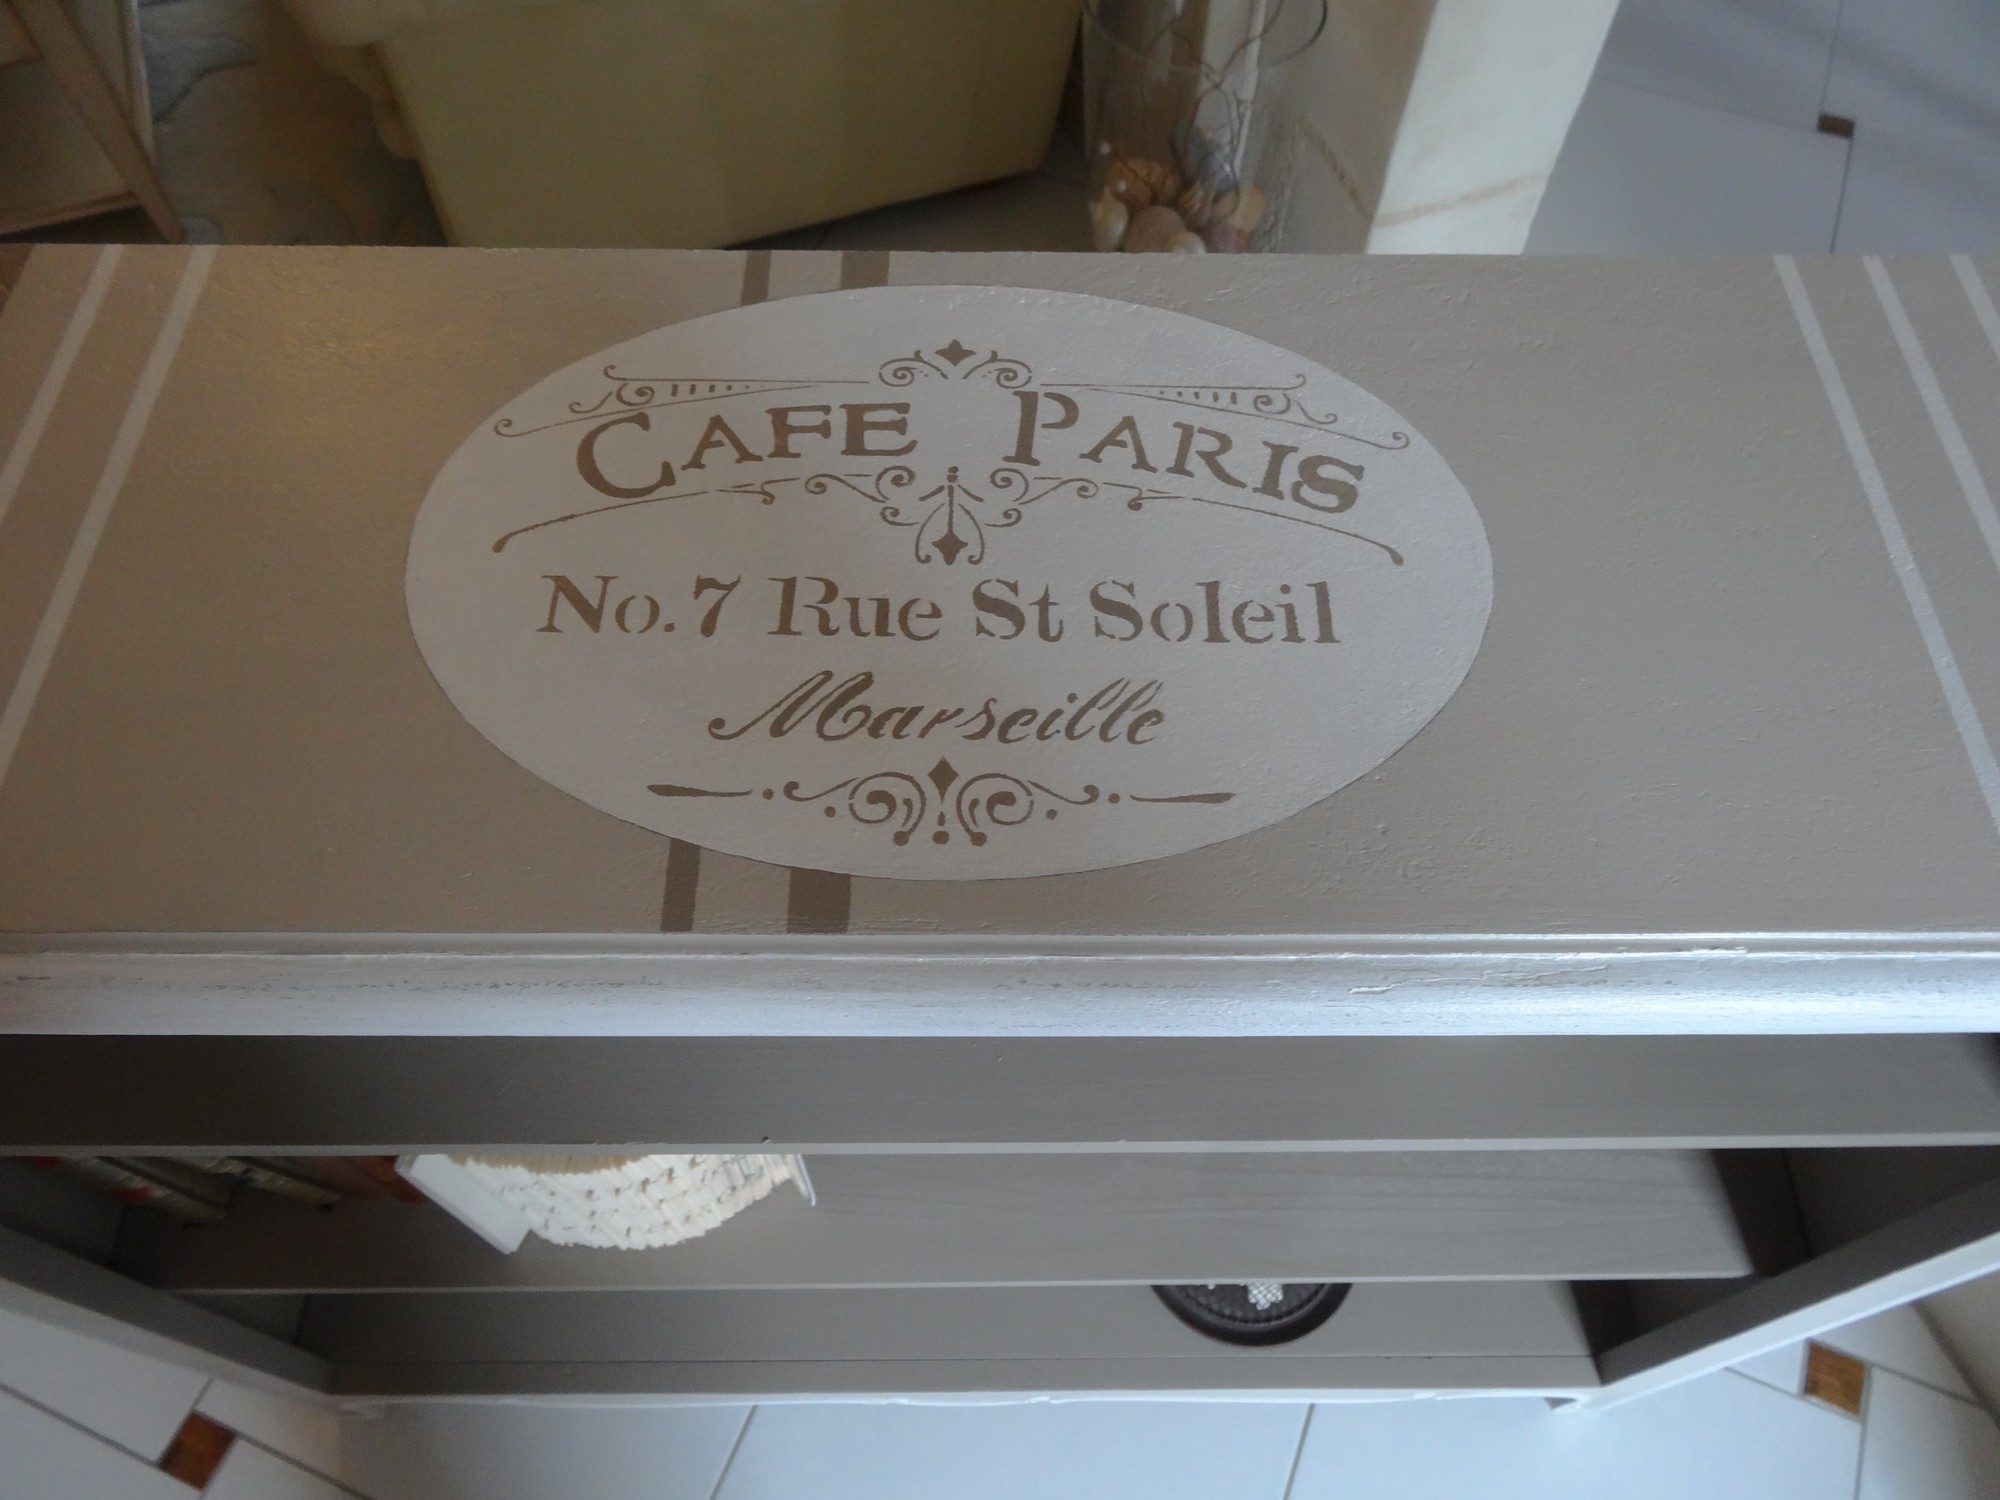 CAFE PARIS
No. 7 Rue St Soleil
Marseille